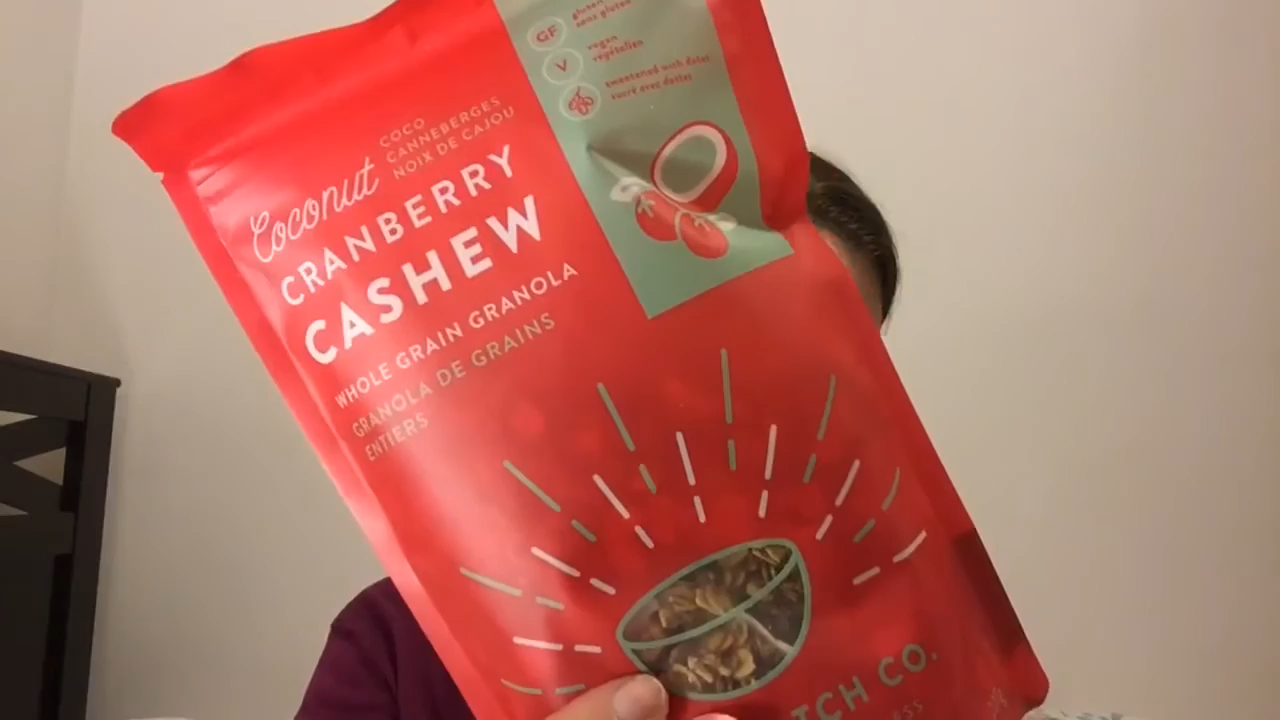 GF
gluten
sans gluten
V
vegan
végétalien
sweetened with dates
sucré avec dattes
Coconut
COCO
CANNEBERGES
NOIX DE CAJOU
CRANBERRY
CASHEW
WHOLE GRAIN GRANOLA
GRANOLA DE GRAINS
ENTIERS
TCH CO.